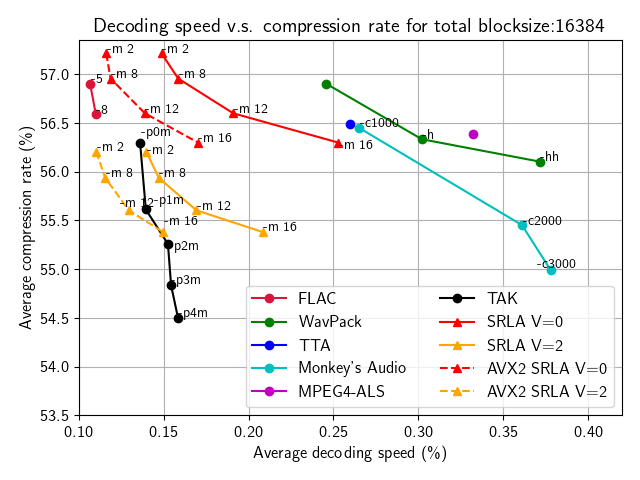 Decoding speed v.s. compression rate for total blocksize:16384
Average compression rate (%)
57.0
56.5
56.0
55.5
55.0
54.5
54.0
53.5
-m 2
-m 2
-5
-m 8
-m 8
-8
-m 12
-m 12
-c1000
-p0m
-m 16
-m 16
-h
-hh
-m 2
-m 2
-m 8
-m 8
-p1m
-m 12
-m 12
-m 16
-m 16
-c2000
-p2m
-c3000
-p3m
-p4m
FLAC
WavPack
TTA
Monkey's Audio
MPEG4-ALS
TAK
SRLA V=0
SRLA V=2
AVX2 SRLA V=0
AVX2 SRLA V=2
0.10 0.15 0.20 0.25 0.30 0.35 0.40
Average decoding speed (%)